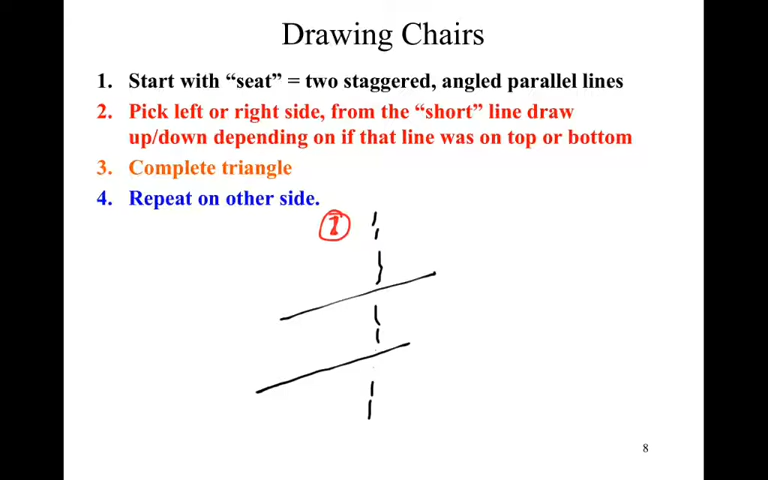 Drawing Chairs
1. Start with “seat” = two staggered, angled parallel lines
2. Pick left or right side, from the “short” line draw
up/down depending on if that line was on top or bottom
3. Complete triangle
4. Repeat on other side.
1
8